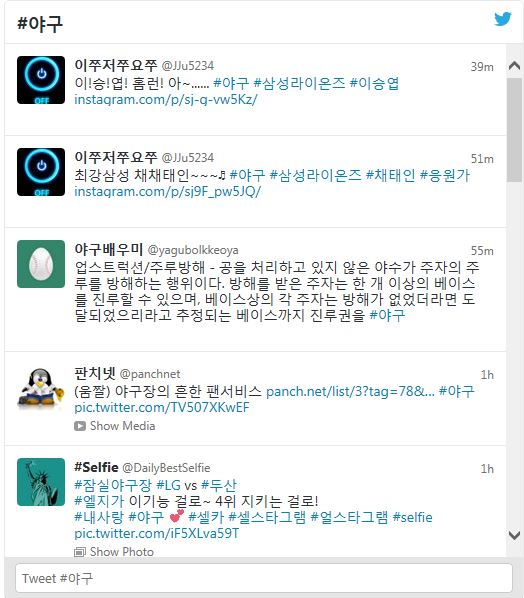 #야구
이쭈저쭈요쭈 @JJu5234 39m
이!승!엽! 홈런! 아~...... #야구 #삼성라이온즈 #이승엽
instagram.com/p/sj-q-vw5Kz/
OFF
이쭈저쭈요쭈 @JJu5234 51m
최강삼성 채채태인~~~♬ #야구 #삼성라이온즈 #채태인 #응원가
instagram.com/p/sj9F_pw5JQ/
OFF
야구배우미 @yagubolkkeoya 55m
업스트럭션/주루방해 - 공을 처리하고 있지 않은 야수가 주자의 주
루를 방해하는 행위이다. 방해를 받은 주자는 한 개 이상의 베이스
를 진루할 수 있으며, 베이스상의 각 주자는 방해가 없었더라면 도
달되었으리라고 추정되는 베이스까지 진루권을 #야구
판치넷 @panchnet 1h
(움짤) 야구장의 흔한 팬서비스 panch.net/list/3?tag=78&... #야구
pic.twitter.com/TV507XKwEF
Show Media
#Selfie @DailyBestSelfie 1h
#잠실야구장 #LG vs #두산
#엘지가 이기능 걸로~ 4위 지키는 걸로!
#내사랑 #야구 💕 #셀카 #셀스타그램 #얼스타그램 #selfie
pic.twitter.com/iF5XLva59T
Show Photo
Tweet #야구